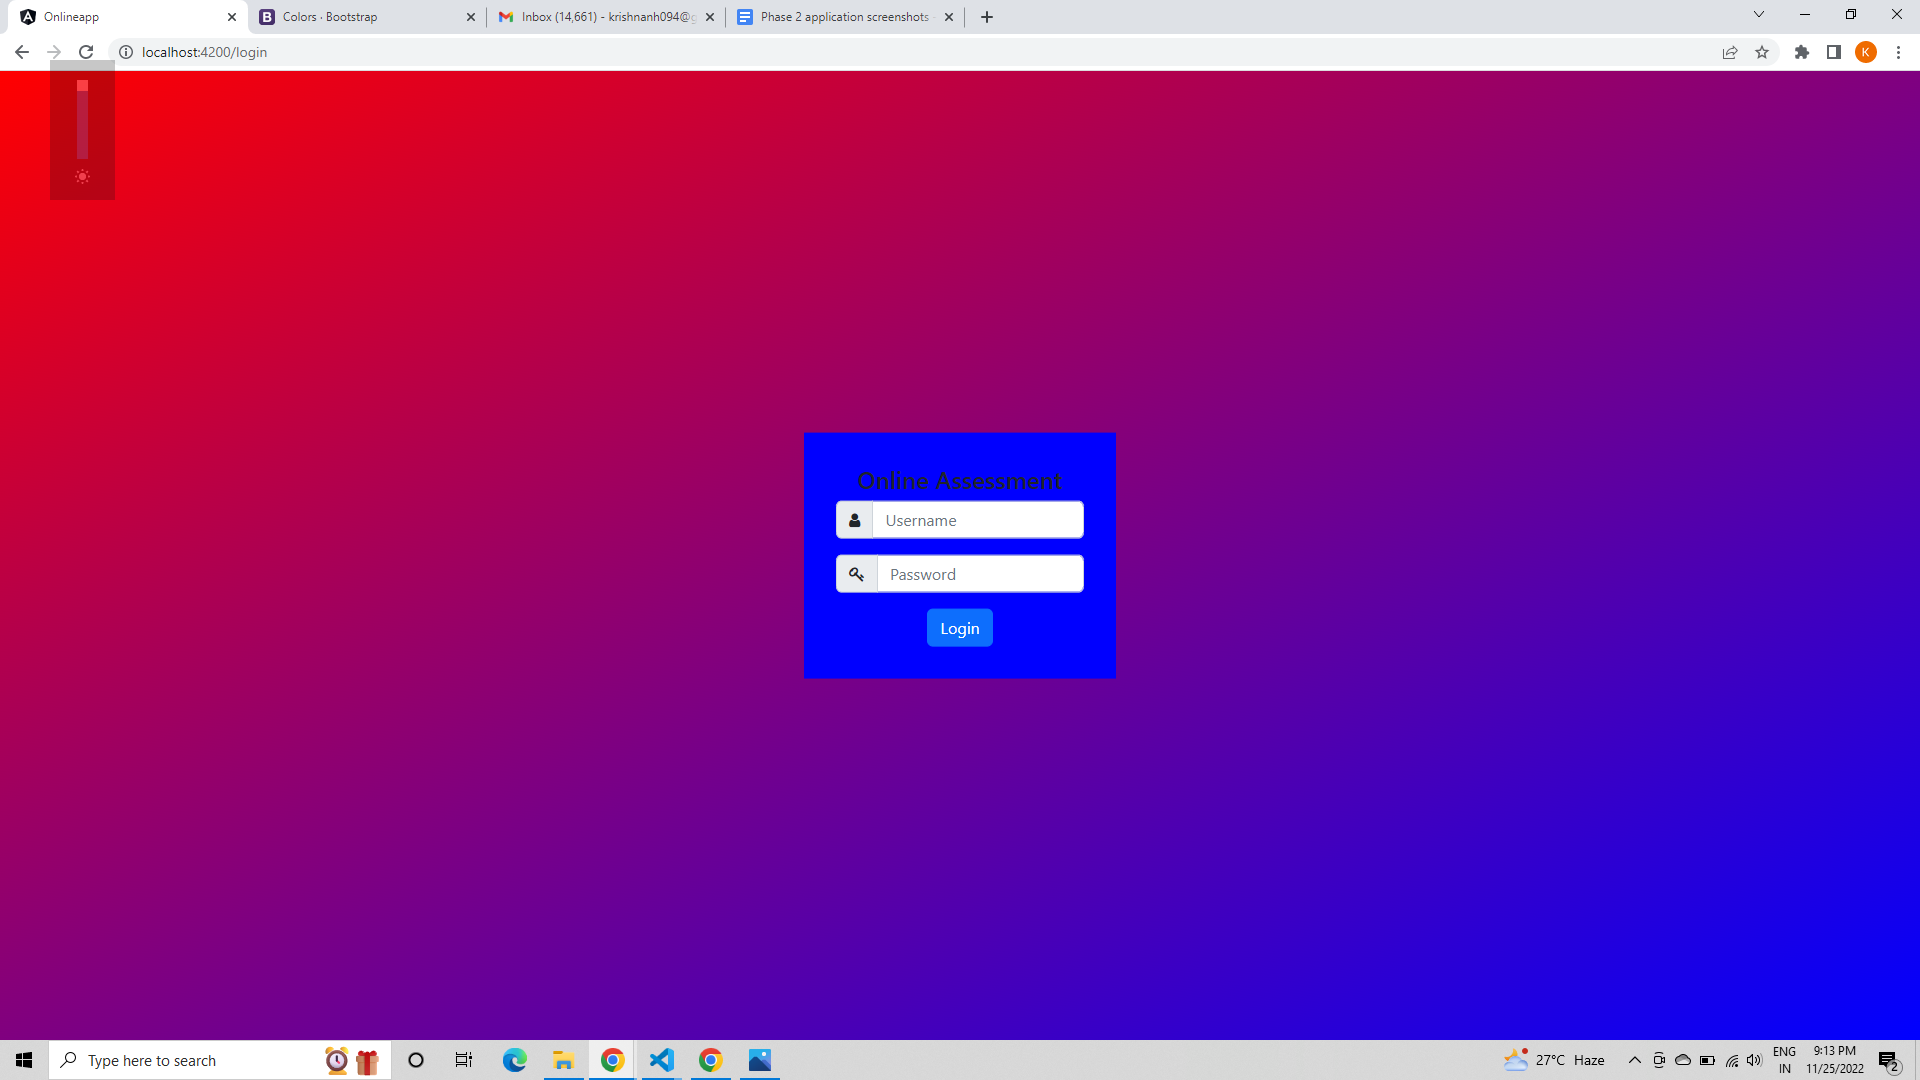 Onlineapp
Colors · Bootstrap
Inbox (14,661) - krishnanh094@g
Phase 2 application screenshots
localhost:4200/login
K
Online Assessment
Username
Password
Login
Type here to search
27°C Haze
ENG
IN
9:13 PM
11/25/2022
2